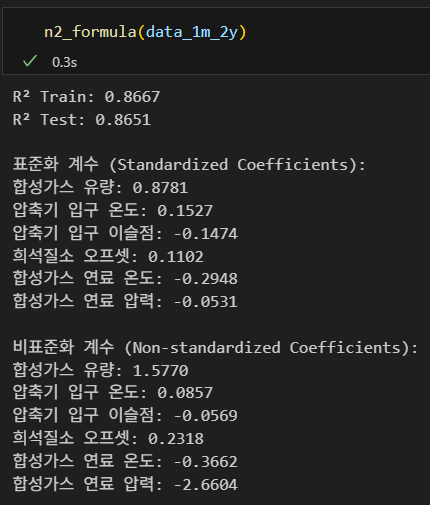 n2_formula(data_1m_2y)
✓ 0.3s
R² Train: 0.8667
R² Test: 0.8651
표준화 계수 (Standardized Coefficients):
합성가스 유량: 0.8781
압축기 입구 온도: 0.1527
압축기 입구 이슬점: -0.1474
희석질소 오프셋: 0.1102
합성가스 연료 온도: -0.2948
합성가스 연료 압력: -0.0531
비표준화 계수 (Non-standardized Coefficients):
합성가스 유량: 1.5770
압축기 입구 온도: 0.0857
압축기 입구 이슬점: -0.0569
희석질소 오프셋: 0.2318
합성가스 연료 온도: -0.3662
합성가스 연료 압력: -2.6604